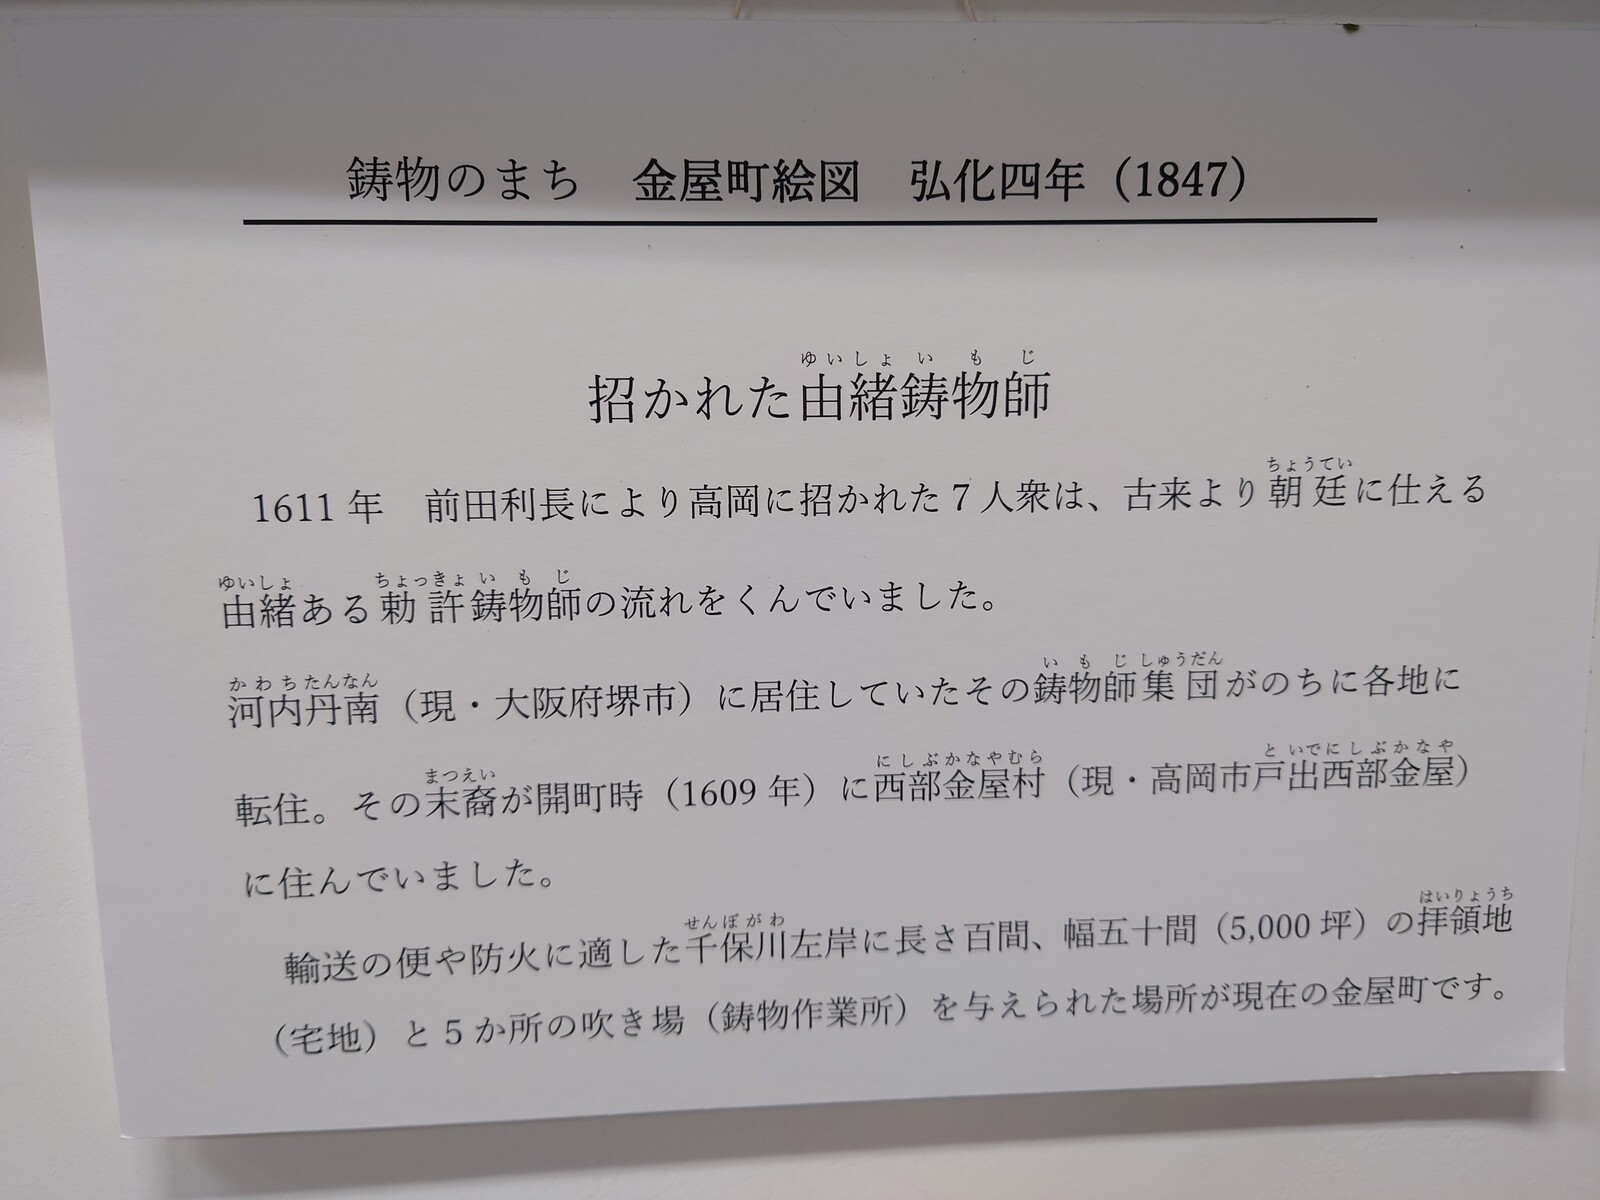 鋳物のまち　金屋町絵図　弘化四年（1847）
ゆいしょいもじ
招かれた由緒鋳物師
ちょうてい
1611年　前田利長により高岡に招かれた7人衆は、古来より朝廷に仕える
ゆいしょ　ちょっきょいもじ
由緒ある勅許鋳物師の流れをくんでいました。
かわちたんなん　いもじしゅうだん
河内丹南（現・大阪府堺市）に居住していたその鋳物師集団がのちに各地に
まつえい　にしぶかなやむら　といでにしぶかなや
転住。その末裔が開町時（1609年）に西部金屋村（現・高岡市戸出西部金屋）
に住んでいました。
せんぼがわ　はいりょうち
輸送の便や防火に適した千保川左岸に長さ百間、幅五十間（5,000坪）の拝領地
（宅地）と5か所の吹き場（鋳物作業所）を与えられた場所が現在の金屋町です。